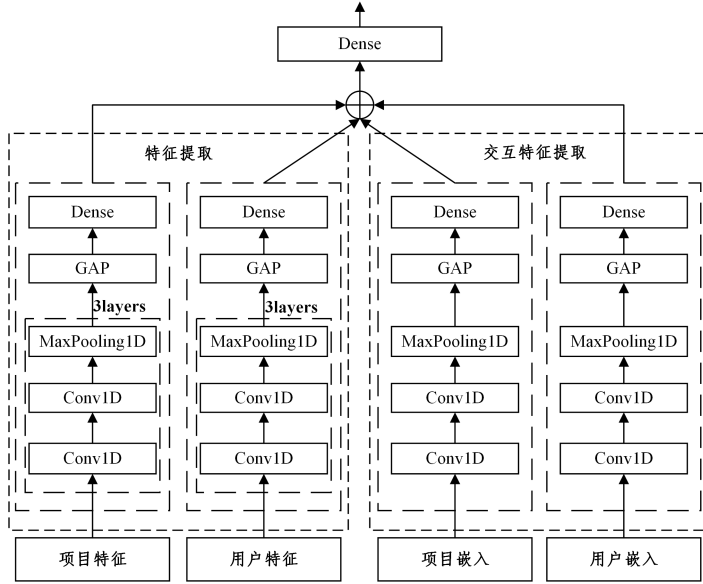 Dense
特征提取
交互特征提取
Dense
Dense
Dense
Dense
GAP
GAP
GAP
GAP
3layers
3layers
MaxPooling1D
MaxPooling1D
MaxPooling1D
MaxPooling1D
Conv1D
Conv1D
Conv1D
Conv1D
Conv1D
Conv1D
Conv1D
Conv1D
项目特征
用户特征
项目嵌入
用户嵌入